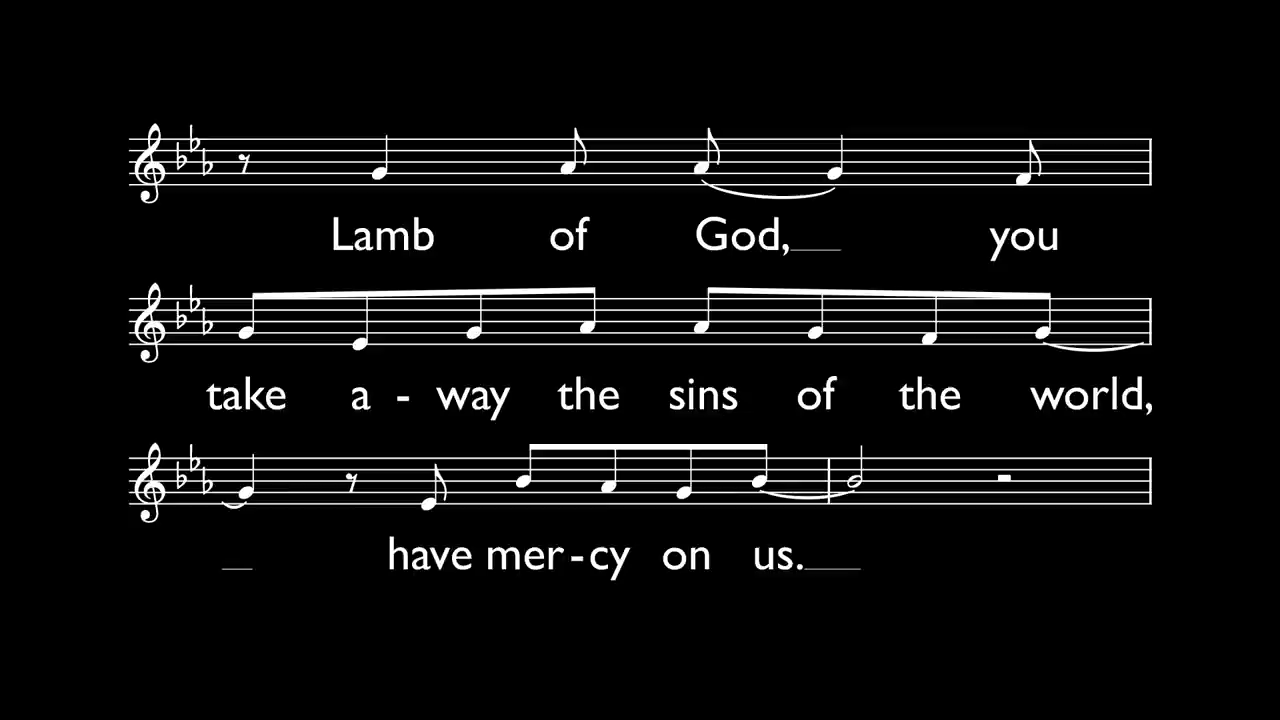 Lamb of God, you
take a - way the sins of the world,
have mer - cy on us.